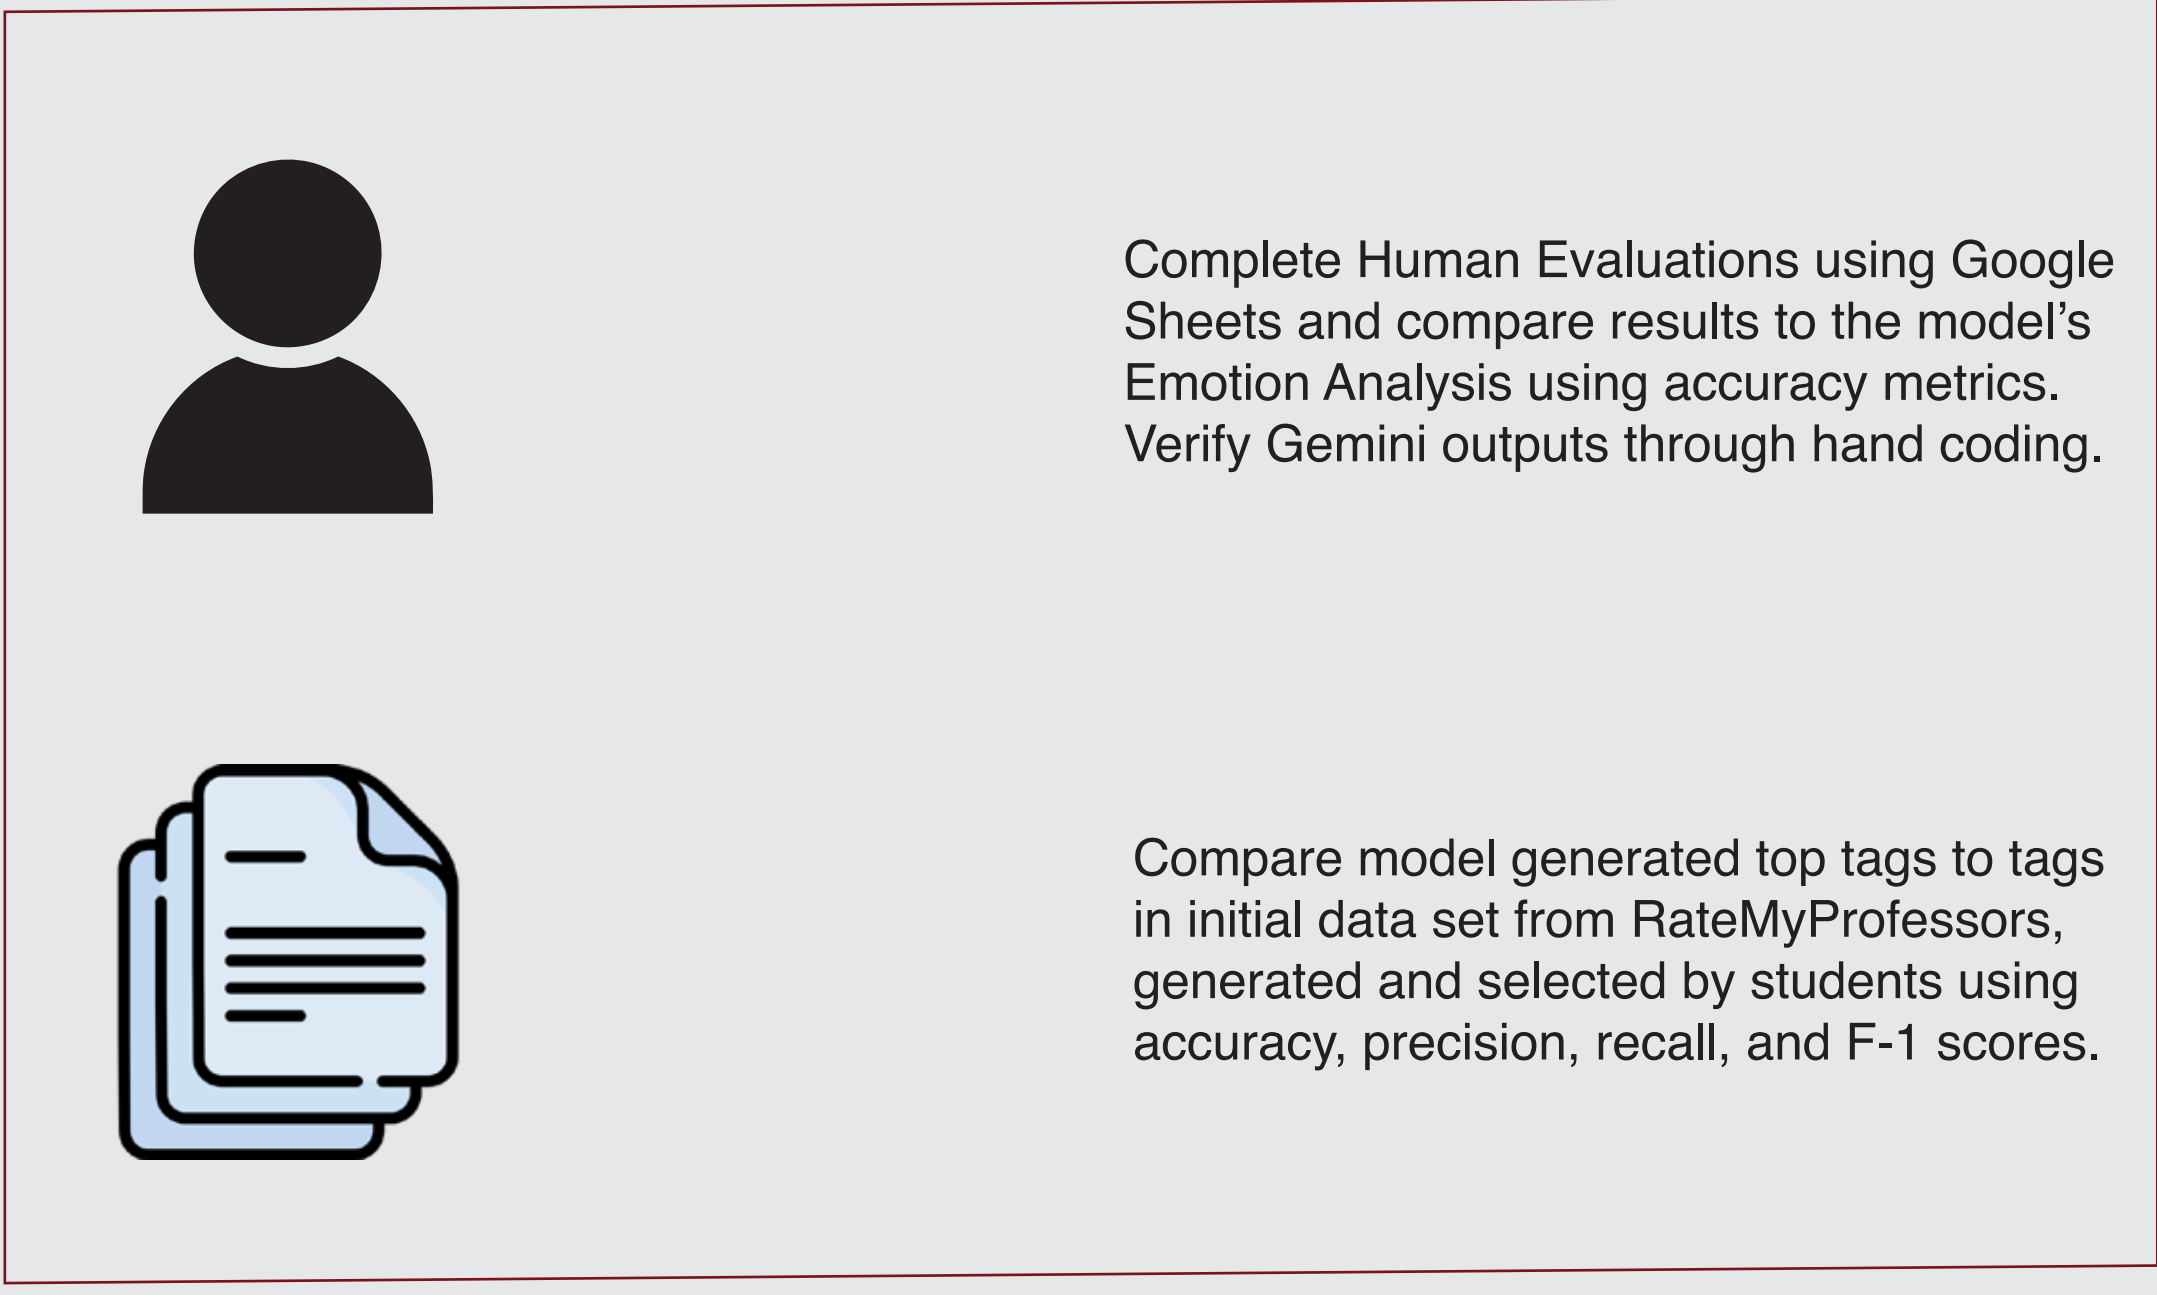 Complete Human Evaluations using Google
Sheets and compare results to the model’s
Emotion Analysis using accuracy metrics.
Verify Gemini outputs through hand coding.
Compare model generated top tags to tags
in initial data set from RateMyProfessors,
generated and selected by students using
accuracy, precision, recall, and F-1 scores.